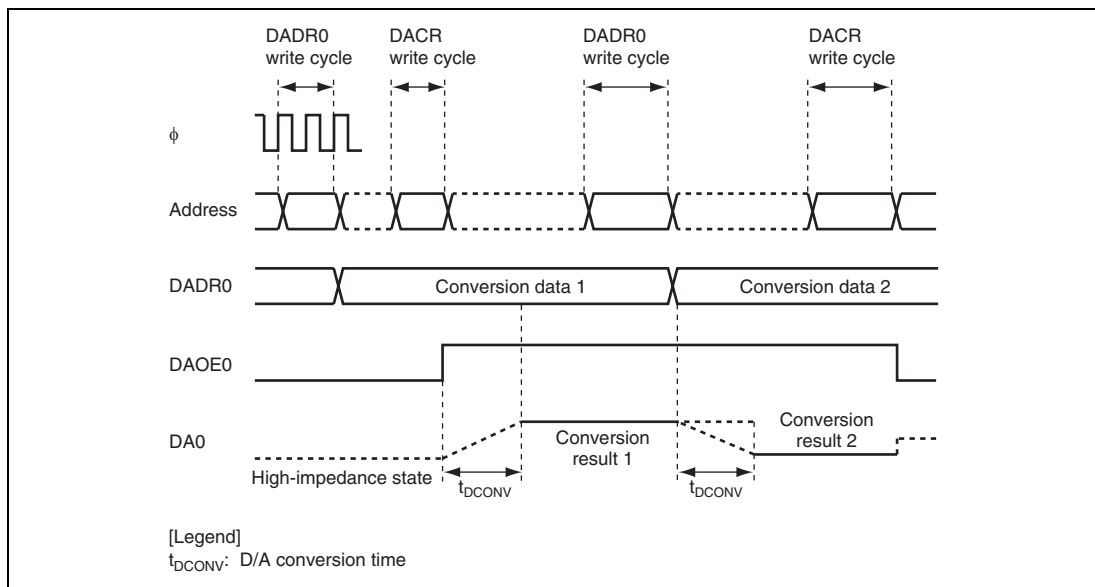 DADR0
write cycle
DACR
write cycle
DADR0
write cycle
DACR
write cycle
ϕ
Address
DADR0
Conversion data 1
Conversion data 2
DAOE0
DA0
Conversion
result 1
Conversion
result 2
High-impedance state
tDCONV
tDCONV
[Legend]
tDCONV: D/A conversion time